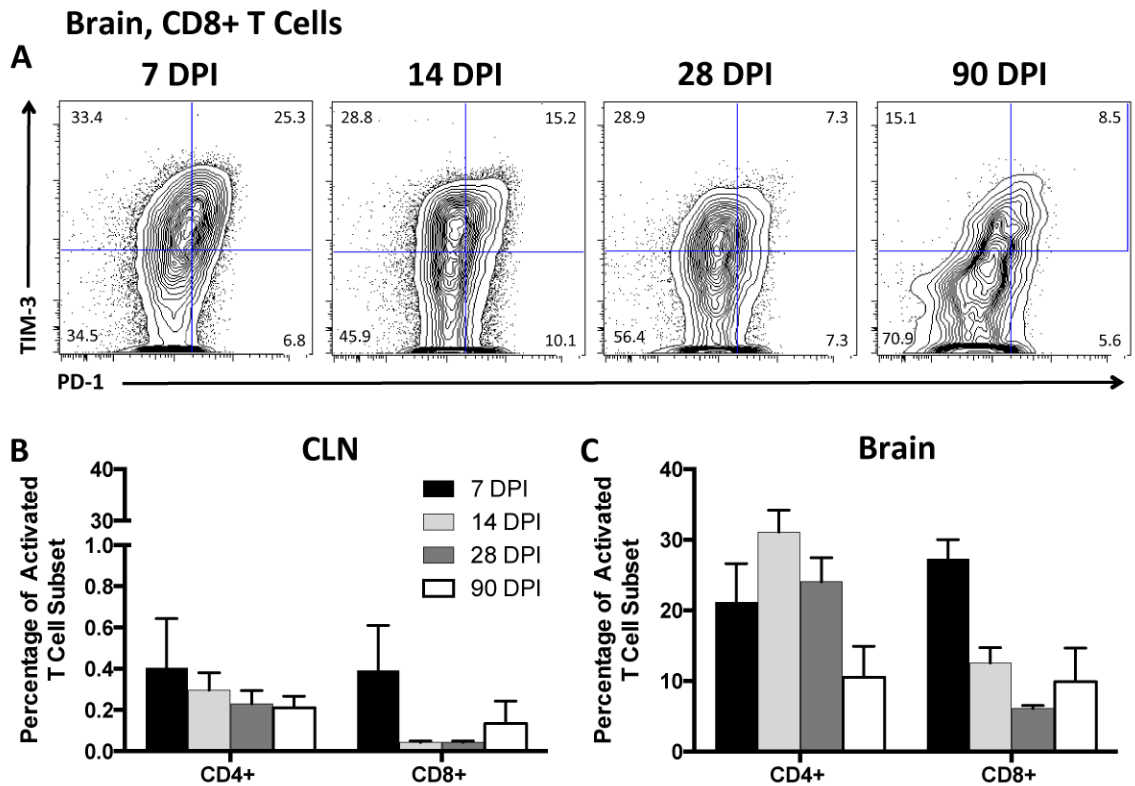 Brain, CD8+ T Cells
A
7 DPI
14 DPI
28 DPI
90 DPI
33.4
25.3
34.5
6.8
28.8
15.2
45.9
10.1
28.9
7.3
56.4
7.3
15.1
8.5
70.9
5.6
TIM-3
PD-1
B
CLN
Percentage of Activated
T Cell Subset
40
30
1.0
0.8
0.6
0.4
0.2
0.0
7 DPI
14 DPI
28 DPI
90 DPI
CD4+
CD8+
C
Brain
Percentage of Activated
T Cell Subset
40
30
20
10
0
CD4+
CD8+